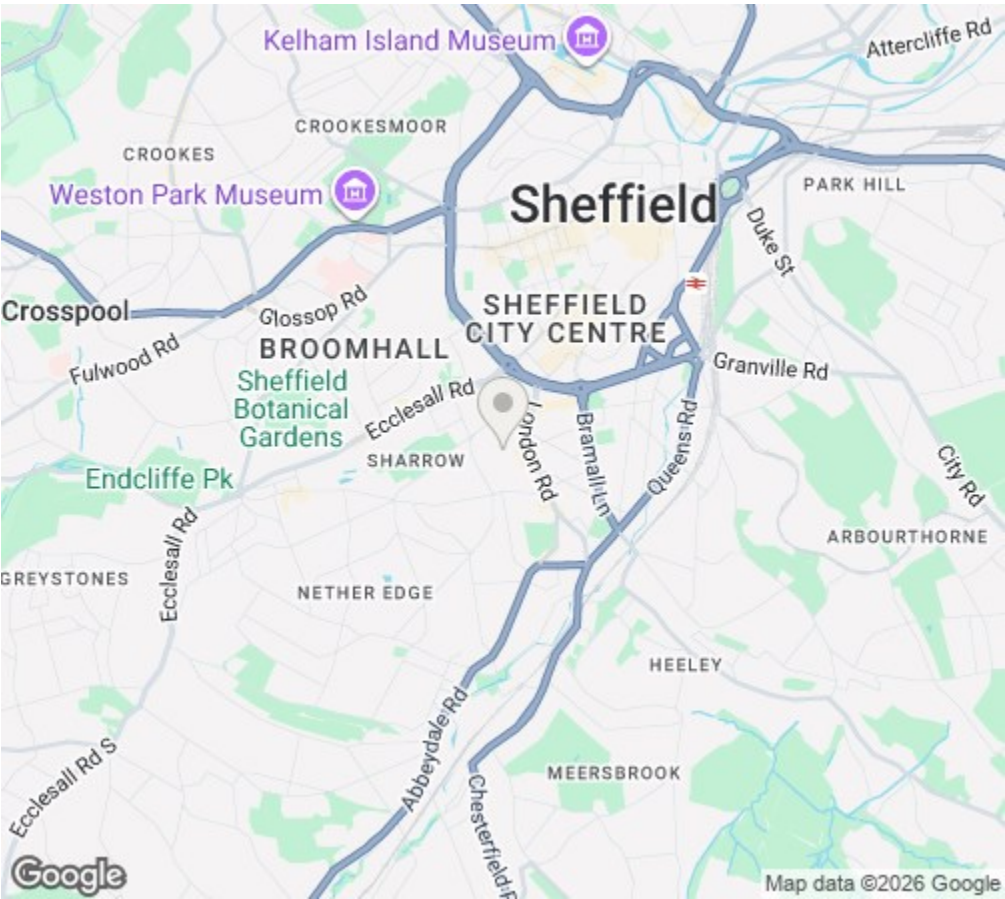 Kelham Island Museum
Attercliffe Rd
CROOKESMOOR
CROOKES
Weston Park Museum
Sheffield
PARK HILL
Duke St
Crosspool
Glossop Rd
SHEFFIELD
CITY CENTRE
Fulwood Rd
BROOMHALL
Granville Rd
Sheffield
Botanical
Gardens
Ecclesall Rd
London Rd
Bramall Ln
Queens Rd
SHARROW
Endcliffe Pk
City Rd
Ecclesall Rd
ARBOURTHORNE
GREYSTONES
NETHER EDGE
HEELEY
Abbeydale Rd
Ecclesall Rd S
MEERSBROOK
Chesterfield R
Google
Map data ©2026 Google